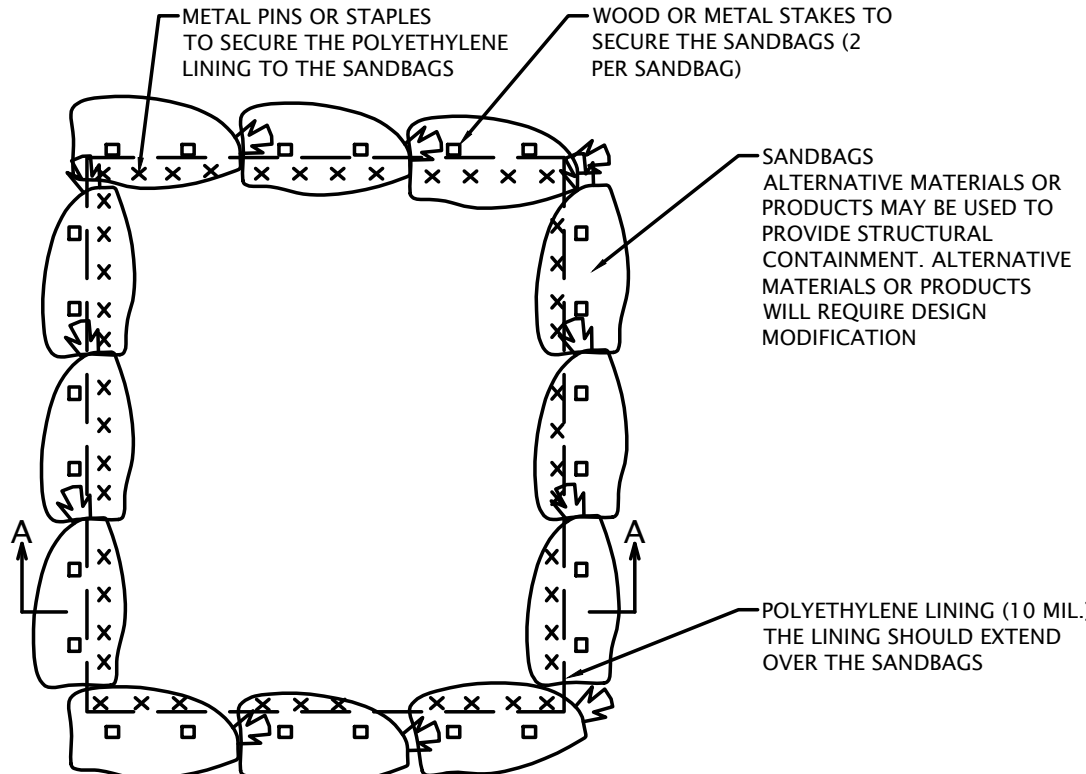 METAL PINS OR STAPLES
TO SECURE THE POLYETHYLENE
LINING TO THE SANDBAGS
WOOD OR METAL STAKES TO
SECURE THE SANDBAGS (2
PER SANDBAG)
SANDBAGS
ALTERNATIVE MATERIALS OR
PRODUCTS MAY BE USED TO
PROVIDE STRUCTURAL
CONTAINMENT. ALTERNATIVE
MATERIALS OR PRODUCTS
WILL REQUIRE DESIGN
MODIFICATION
A
A
POLYETHYLENE LINING (10 MIL.)
THE LINING SHOULD EXTEND
OVER THE SANDBAGS